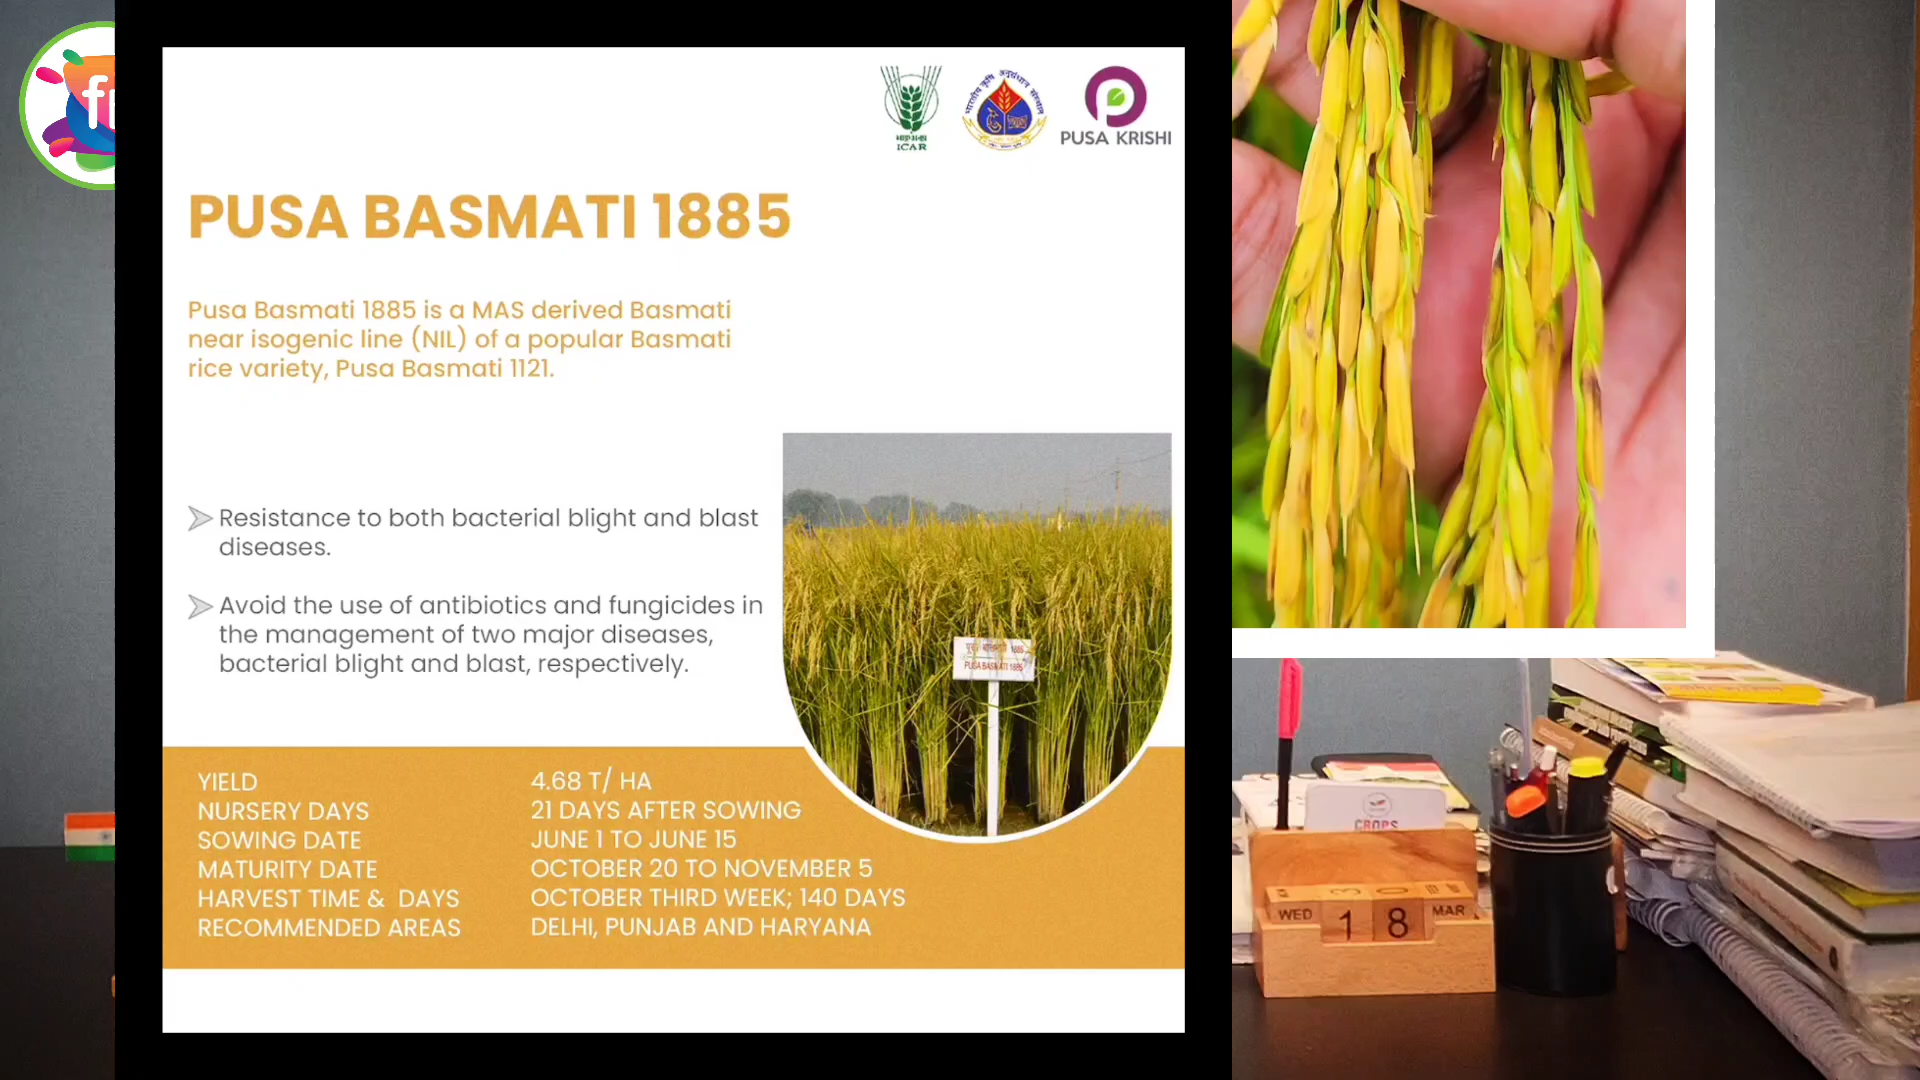 भाकृअनुप
ICAR
भारतीय कृषि अनुसंधान संस्थान
PUSA KRISHI
PUSA BASMATI 1885
Pusa Basmati 1885 is a MAS derived Basmati
near isogenic line (NIL) of a popular Basmati
rice variety, Pusa Basmati 1121.
Resistance to both bacterial blight and blast
diseases.
Avoid the use of antibiotics and fungicides in
the management of two major diseases,
bacterial blight and blast, respectively.
1885
PUSA BASMATI 1885
YIELD 4.68 T/ HA
NURSERY DAYS 21 DAYS AFTER SOWING
SOWING DATE JUNE 1 TO JUNE 15
MATURITY DATE OCTOBER 20 TO NOVEMBER 5
HARVEST TIME & DAYS OCTOBER THIRD WEEK; 140 DAYS
RECOMMENDED AREAS DELHI, PUNJAB AND HARYANA
CROPS
WED 18 MAR